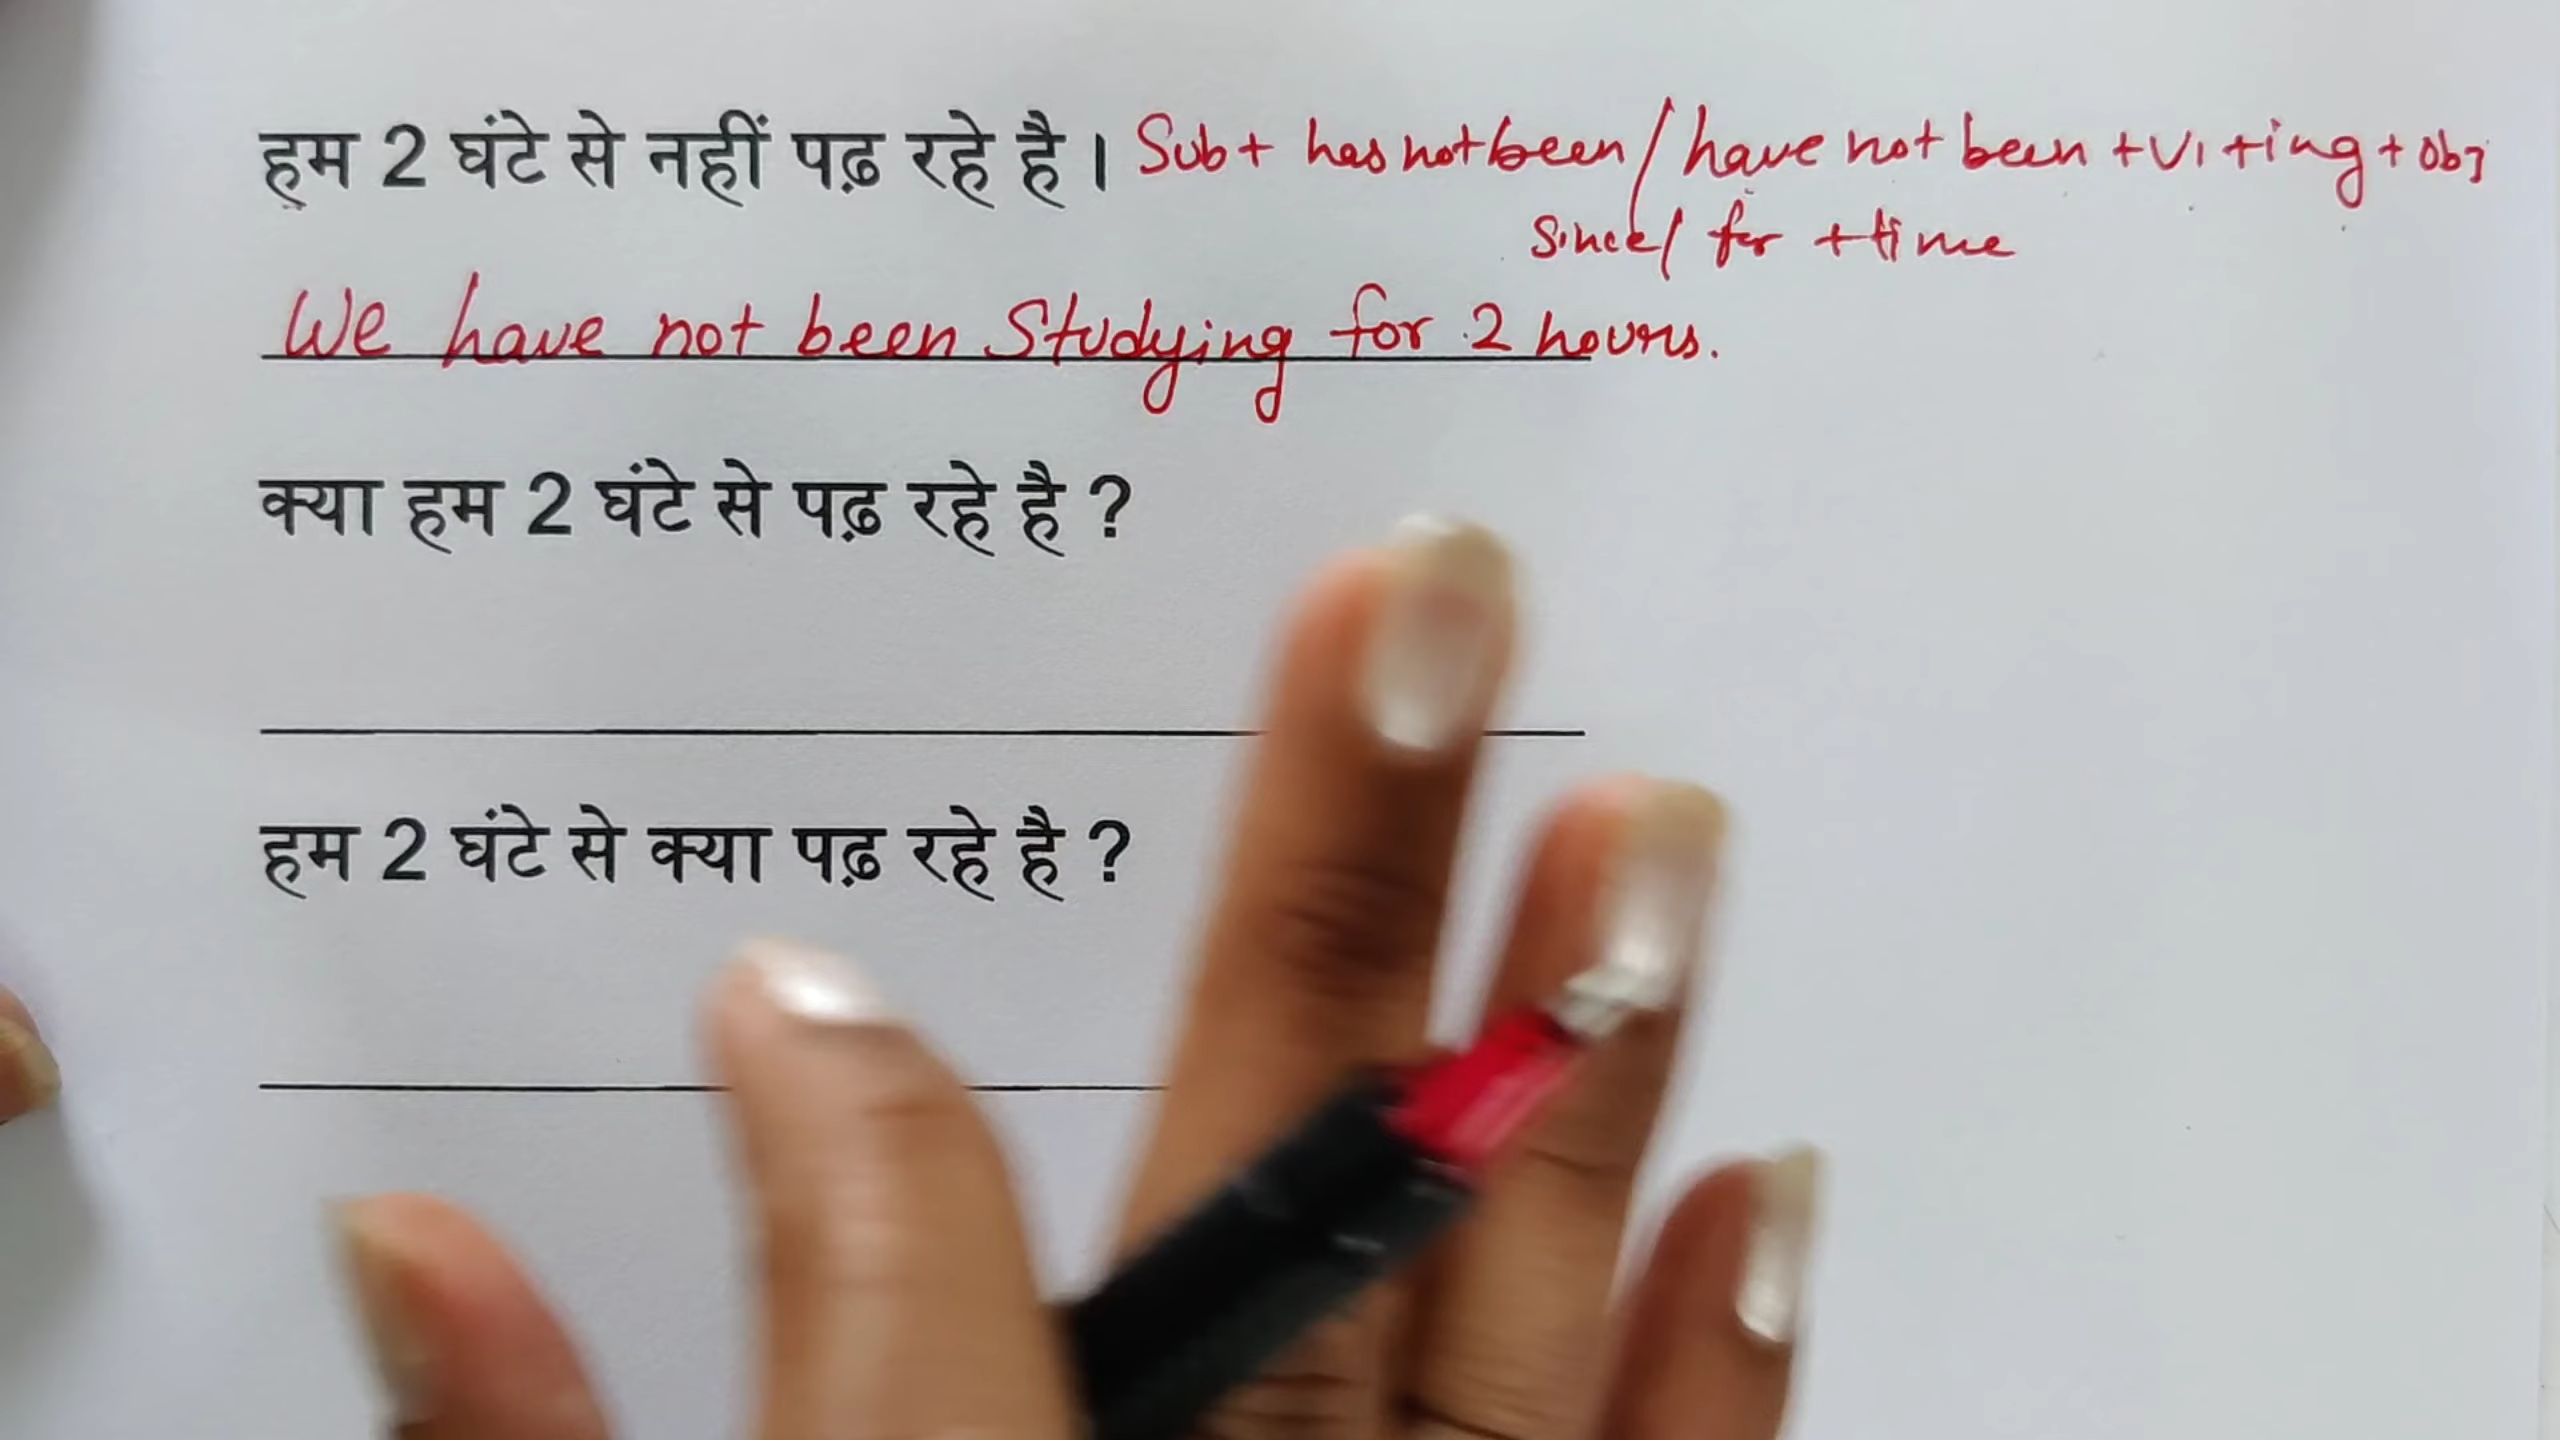 हम 2 घंटे से नहीं पढ़ रहे है । Sub + has not been / have not been + V1 + ing + obj
since / for + time
We have not been Studying for 2 hours.
क्या हम 2 घंटे से पढ़ रहे है ?
हम 2 घंटे से क्या पढ़ रहे है ?